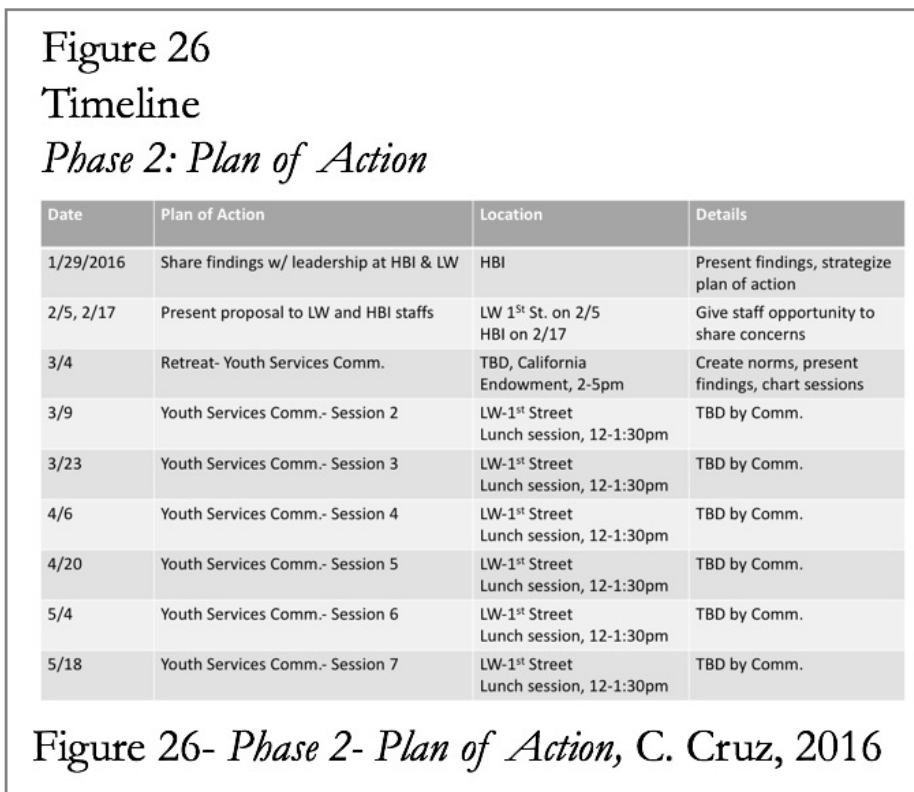 Figure 26
Timeline
Phase 2: Plan of Action
Date Plan of Action Location Details
1/29/2016 Share findings w/ leadership at HBI & LW HBI Present findings, strategize
plan of action
2/5, 2/17 Present proposal to LW and HBI staffs LW 1St St. on 2/5 Give staff opportunity to
HBI on 2/17 share concerns
3/4 Retreat- Youth Services Comm. TBD, California Create norms, present
Endowment, 2-5pm findings, chart sessions
3/9 Youth Services Comm.- Session 2 LW-1st Street TBD by Comm.
Lunch session, 12-1:30pm
3/23 Youth Services Comm.- Session 3 LW-1st Street TBD by Comm.
Lunch session, 12-1:30pm
4/6 Youth Services Comm.- Session 4 LW-1st Street TBD by Comm.
Lunch session, 12-1:30pm
4/20 Youth Services Comm.- Session 5 LW-1st Street TBD by Comm.
Lunch session, 12-1:30pm
5/4 Youth Services Comm.- Session 6 LW-1st Street TBD by Comm.
Lunch session, 12-1:30pm
5/18 Youth Services Comm.- Session 7 LW-1st Street TBD by Comm.
Lunch session, 12-1:30pm
Figure 26- Phase 2- Plan of Action, C. Cruz, 2016